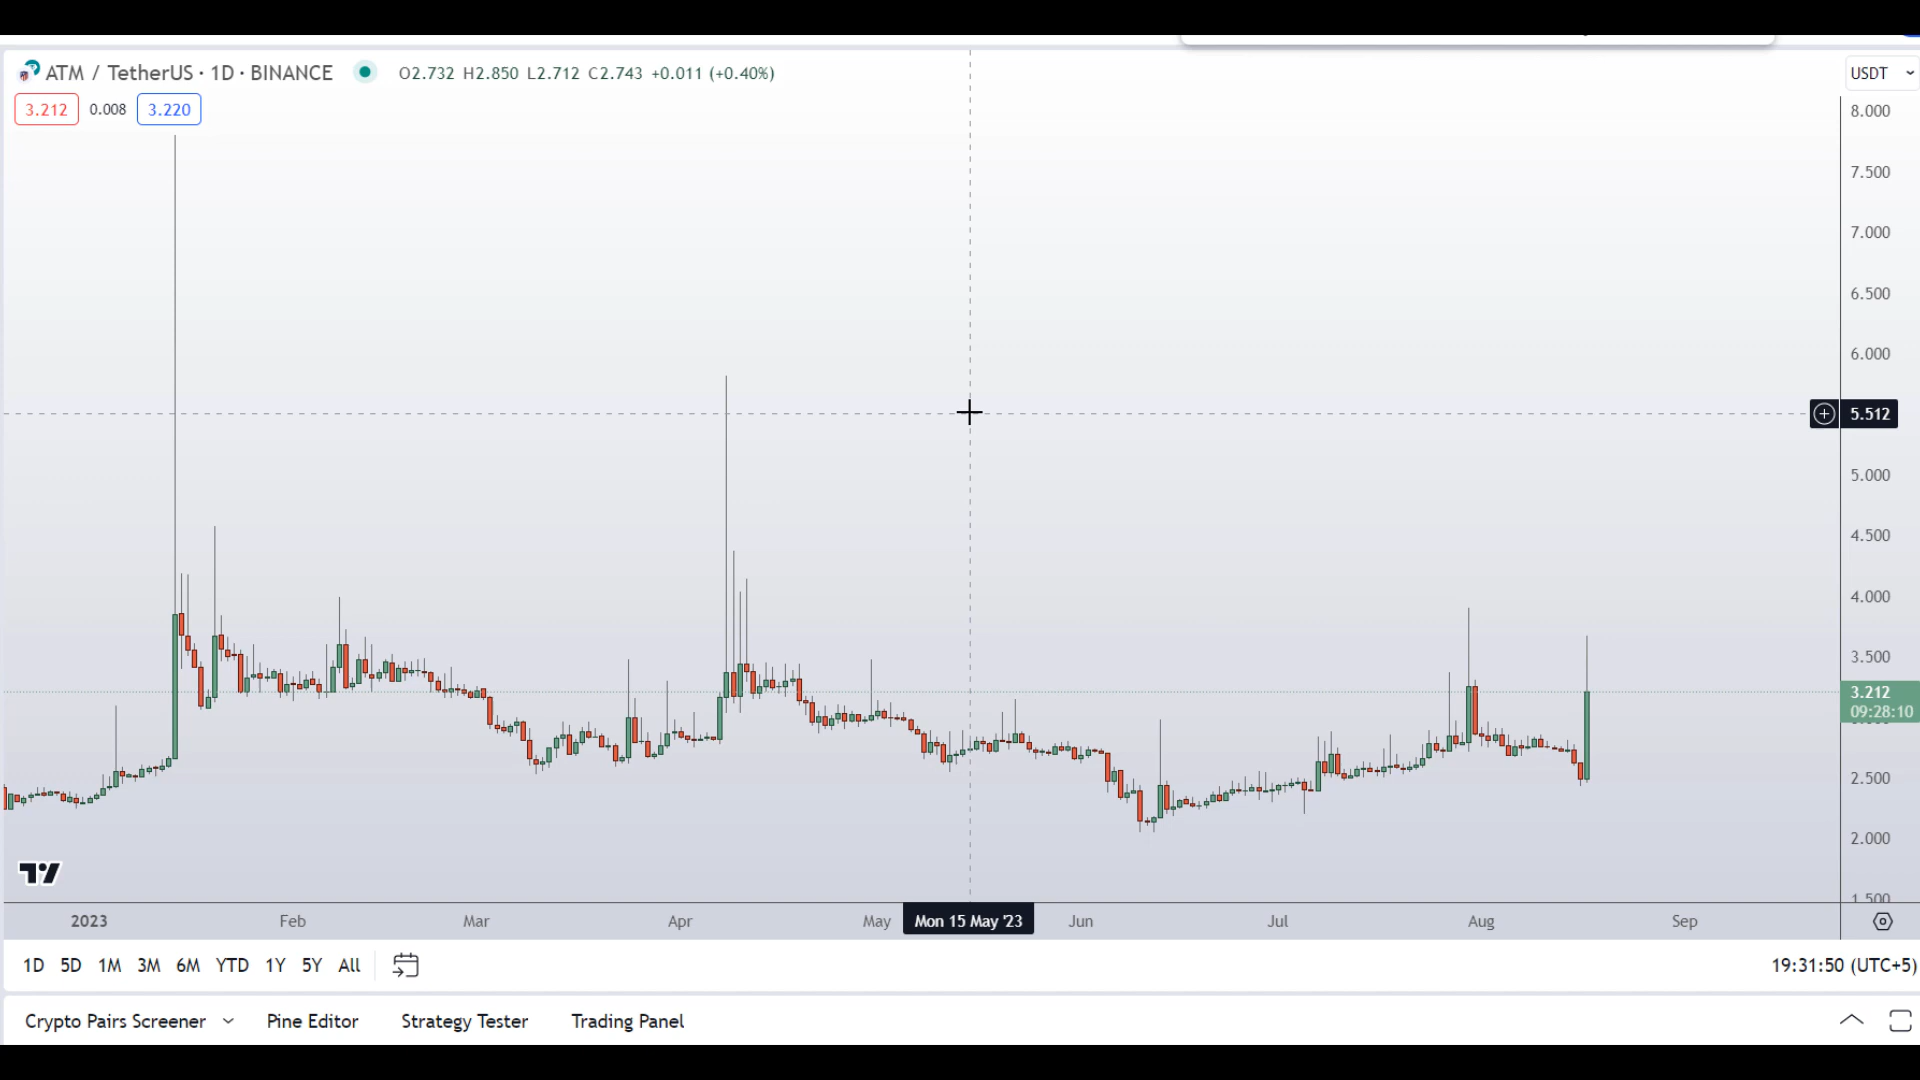 ATM / TetherUS · 1D · BINANCE O2.732 H2.850 L2.712 C2.743 +0.011 (+0.40%)
USDT
3.212 0.008 3.220
8.000
7.500
7.000
6.500
6.000
5.512
5.000
4.500
4.000
3.500
3.212
09:28:10
2.500
2.000
1.500
2023 Feb Mar Apr May Mon 15 May '23 Jun Jul Aug Sep
1D 5D 1M 3M 6M YTD 1Y 5Y All
19:31:50 (UTC+5)
Crypto Pairs Screener Pine Editor Strategy Tester Trading Panel